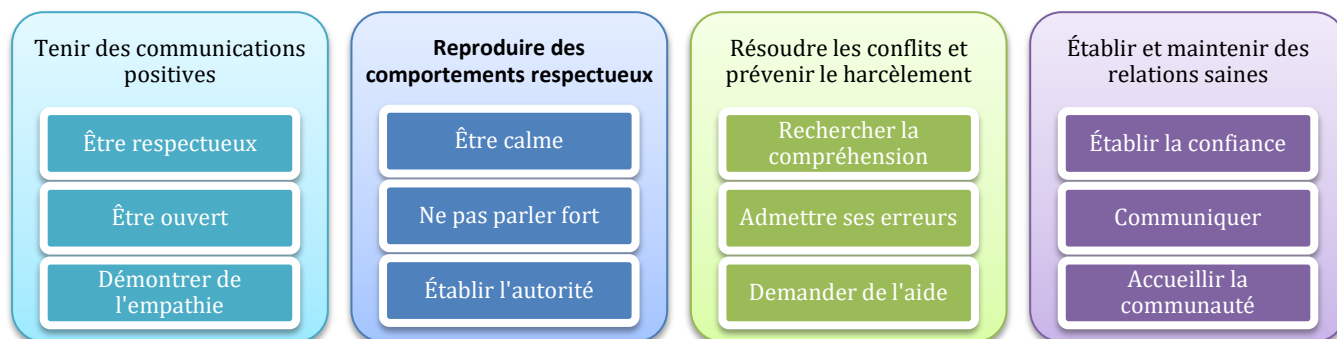 Tenir des communications
positives
Être respectueux
Être ouvert
Démontrer de
l'empathie
Reproduire des
comportements respectueux
Être calme
Ne pas parler fort
Établir l'autorité
Résoudre les conflits et
prévenir le harcèlement
Rechercher la
compréhension
Admettre ses erreurs
Demander de l'aide
Établir et maintenir des
relations saines
Établir la confiance
Communiquer
Accueillir la
communauté